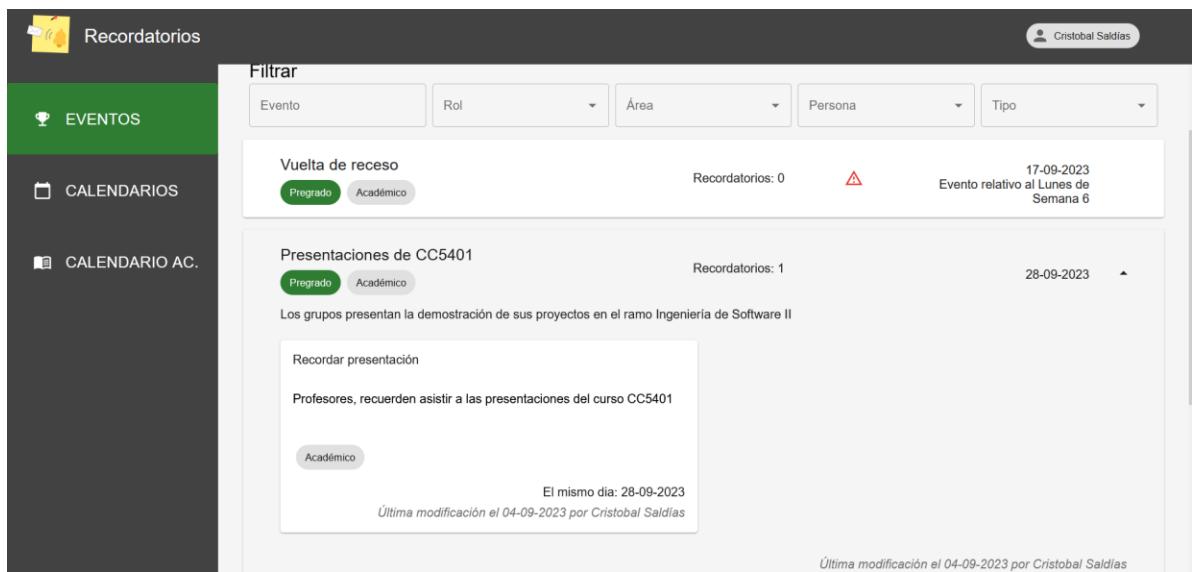 Recordatorios
Cristobal Saldías
EVENTOS
CALENDARIOS
CALENDARIO AC.
Filtrar
Evento
Rol
Área
Persona
Tipo
Vuelta de receso
Pregrado
Académico
Recordatorios: 0
17-09-2023
Evento relativo al Lunes de
Semana 6
Presentaciones de CC5401
Pregrado
Académico
Recordatorios: 1
28-09-2023
Los grupos presentan la demostración de sus proyectos en el ramo Ingeniería de Software II
Recordar presentación
Profesores, recuerden asistir a las presentaciones del curso CC5401
Académico
El mismo dia: 28-09-2023
Última modificación el 04-09-2023 por Cristobal Saldías
Última modificación el 04-09-2023 por Cristobal Saldías